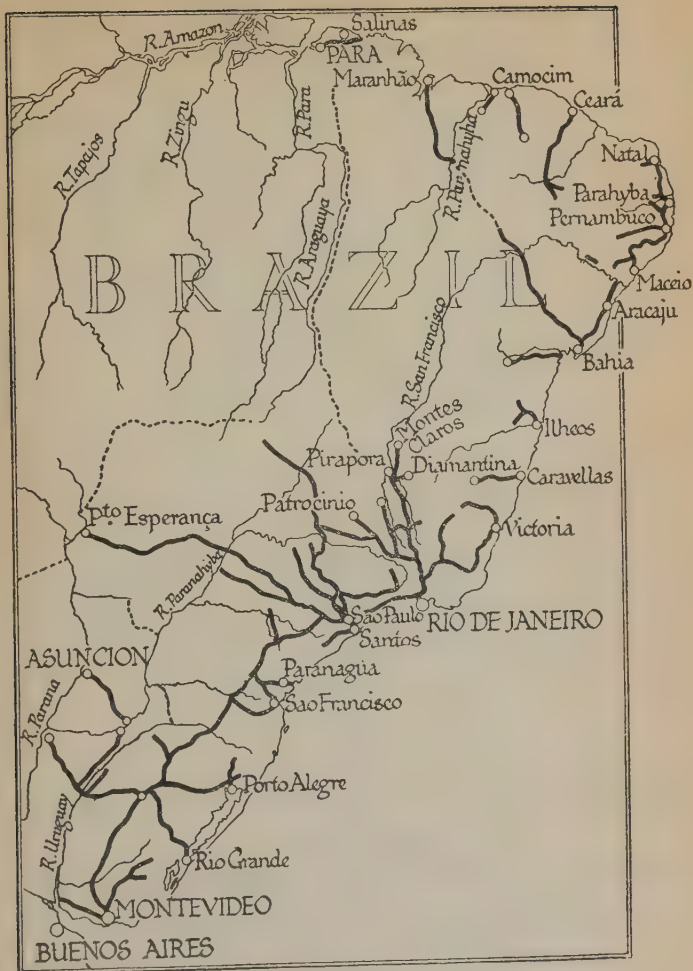 Salinas
R. Amazon
PARA
Maranhão
Camocim
Ceará
R. Tapajos
R. Zingu
R. Para
R. Parnahyba
Natal
Parahyba
Pernambuco
R. Araguaya
BRAZIL
Maceio
Aracaju
R. San Francisco
Bahia
Montes
Claros
Ilheos
Pirapora
Diamantina
Caravellas
Patrocinio
Pto Esperança
Victoria
R. Paranahyba
São Paulo
RIO DE JANEIRO
Santos
ASUNCION
Paranagua
Sao Francisco
R. Parana
Porto Alegre
R. Uruguay
Rio Grande
MONTEVIDEO
BUENOS AIRES